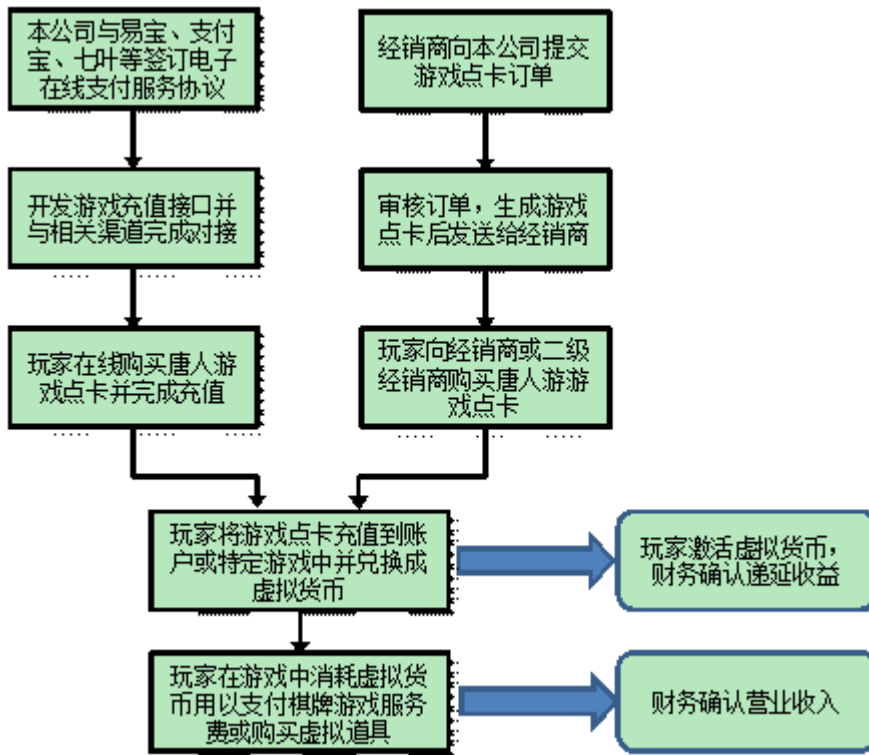 本公司与易宝、支付
宝、七叶等签订电子
在线支付服务协议
经销商向本公司提交
游戏点卡订单
开发游戏充值接口并
与相关渠道完成对接
审核订单，生成游戏
点卡后发送给经销商
玩家在线购买唐人游
戏点卡并完成充值
玩家向经销商或二级
经销商购买唐人游游
戏点卡
玩家将游戏点卡充值到账
户或特定游戏中并兑换成
虚拟货币
玩家激活虚拟货币，
财务确认递延收益
玩家在游戏中消耗虚拟货
币用以支付棋牌游戏服务
费或购买虚拟道具
财务确认营业收入